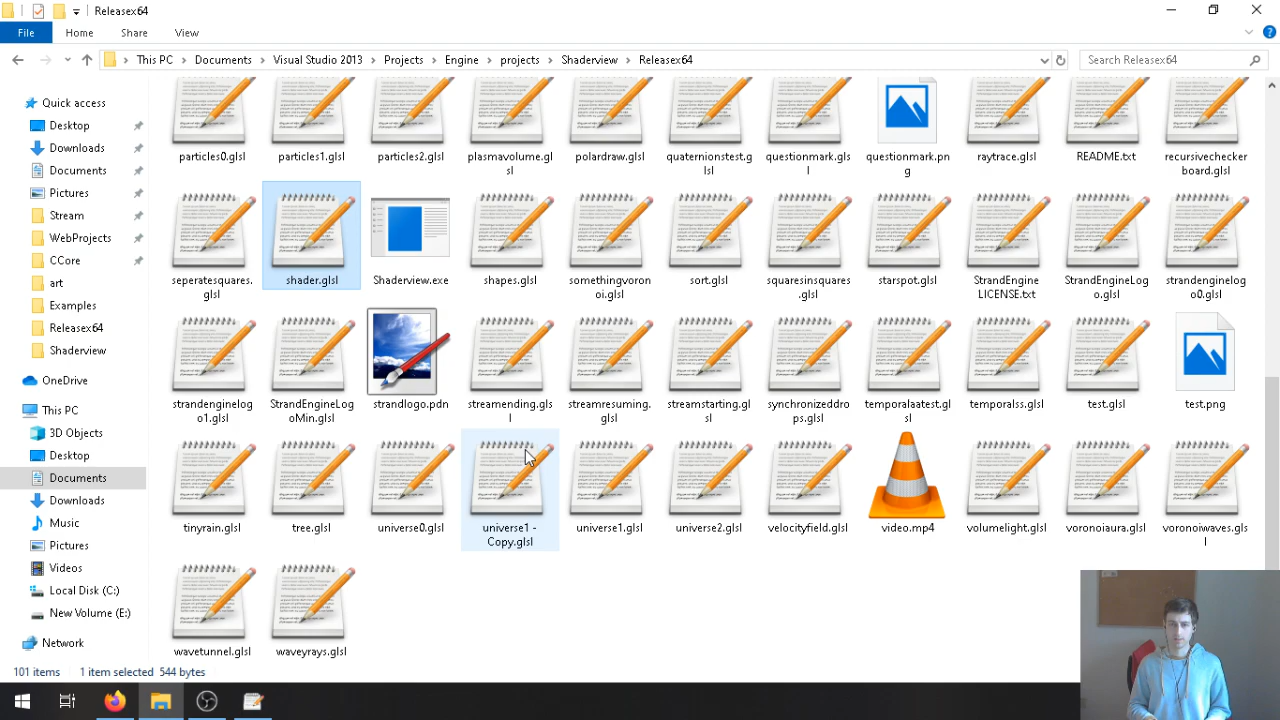 Releasex64
File
Home
Share
View
This PC
Documents
Visual Studio 2013
Projects
Engine
projects
Shaderview
Releasex64
Search Releasex64
Quick access
Desktop
Downloads
Documents
Pictures
WebProjects
CCore
art
Examples
Releasex64
Shaderview
OneDrive
This PC
3D Objects
Desktop
Downloads
Music
Pictures
Videos
Local Disk (C:)
New Volume (E:)
Network
particles0.glsl
particles1.glsl
particles2.glsl
plasmavolume.gl
sl
polardraw.glsl
quaternionstest.g
lsl
questionmark.gls
l
questionmark.pn
g
raytrace.glsl
README.txt
recursivechecker
board.glsl
seperatesquares.
glsl
shader.glsl
Shaderview.exe
shapes.glsl
somethingvoron
oi.glsl
sort.glsl
squaresinsquares
.glsl
starspot.glsl
StrandEngine
LICENSE.txt
StrandEngineLog
o.glsl
strandenginelog
o0.glsl
strandenginelog
o1.glsl
StrandEngineLog
oMin.glsl
strandlogo.pdn
streamending.gls
l
streamresuming.
glsl
streamstarting.gl
sl
synchronizeddro
ps.glsl
temporalaatest.gl
sl
temporalss.glsl
test.glsl
test.png
tinyrain.glsl
tree.glsl
universe0.glsl
universe1 -
Copy.glsl
universe1.glsl
universe2.glsl
velocityfield.glsl
video.mp4
volumelight.glsl
voronoiaura.glsl
voronoiwaves.gls
l
wavetunnel.glsl
waveyrays.glsl
101 items
1 item selected 544 bytes